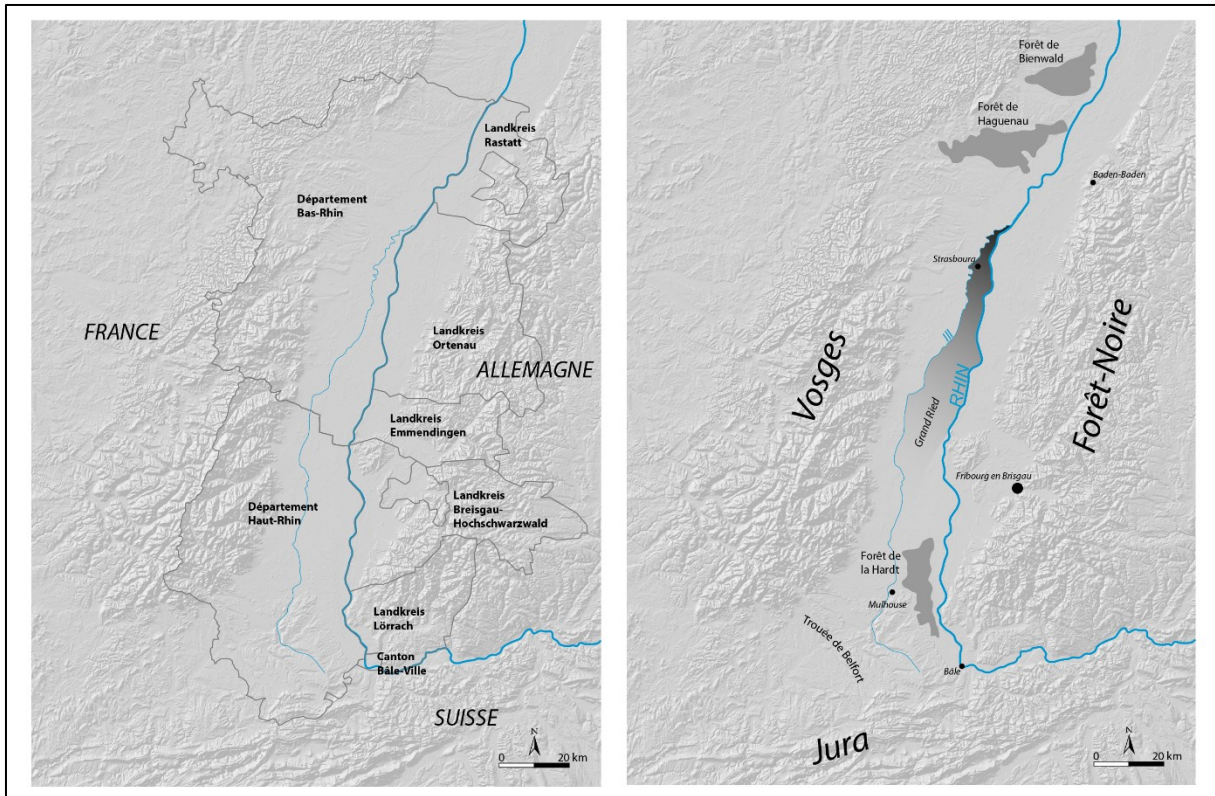 Landkreis
Rastatt
Département
Bas-Rhin
FRANCE
Landkreis
Ortenau
ALLEMAGNE
Landkreis
Emmendingen
Landkreis
Breisgau-
Hochschwarzwald
Département
Haut-Rhin
Landkreis
Lörrach
Canton
Bâle-Ville
SUISSE
N
0 20 km
Forêt de
Bienwald
Forêt de
Haguenau
Baden-Baden
Strasbourg
Vosges
RHIN
Forêt-Noire
Grand Ried
Fribourg en Brisgau
Forêt de
la Hardt
Mulhouse
Trouée de Belfort
Bâle
Jura
N
0 20 km